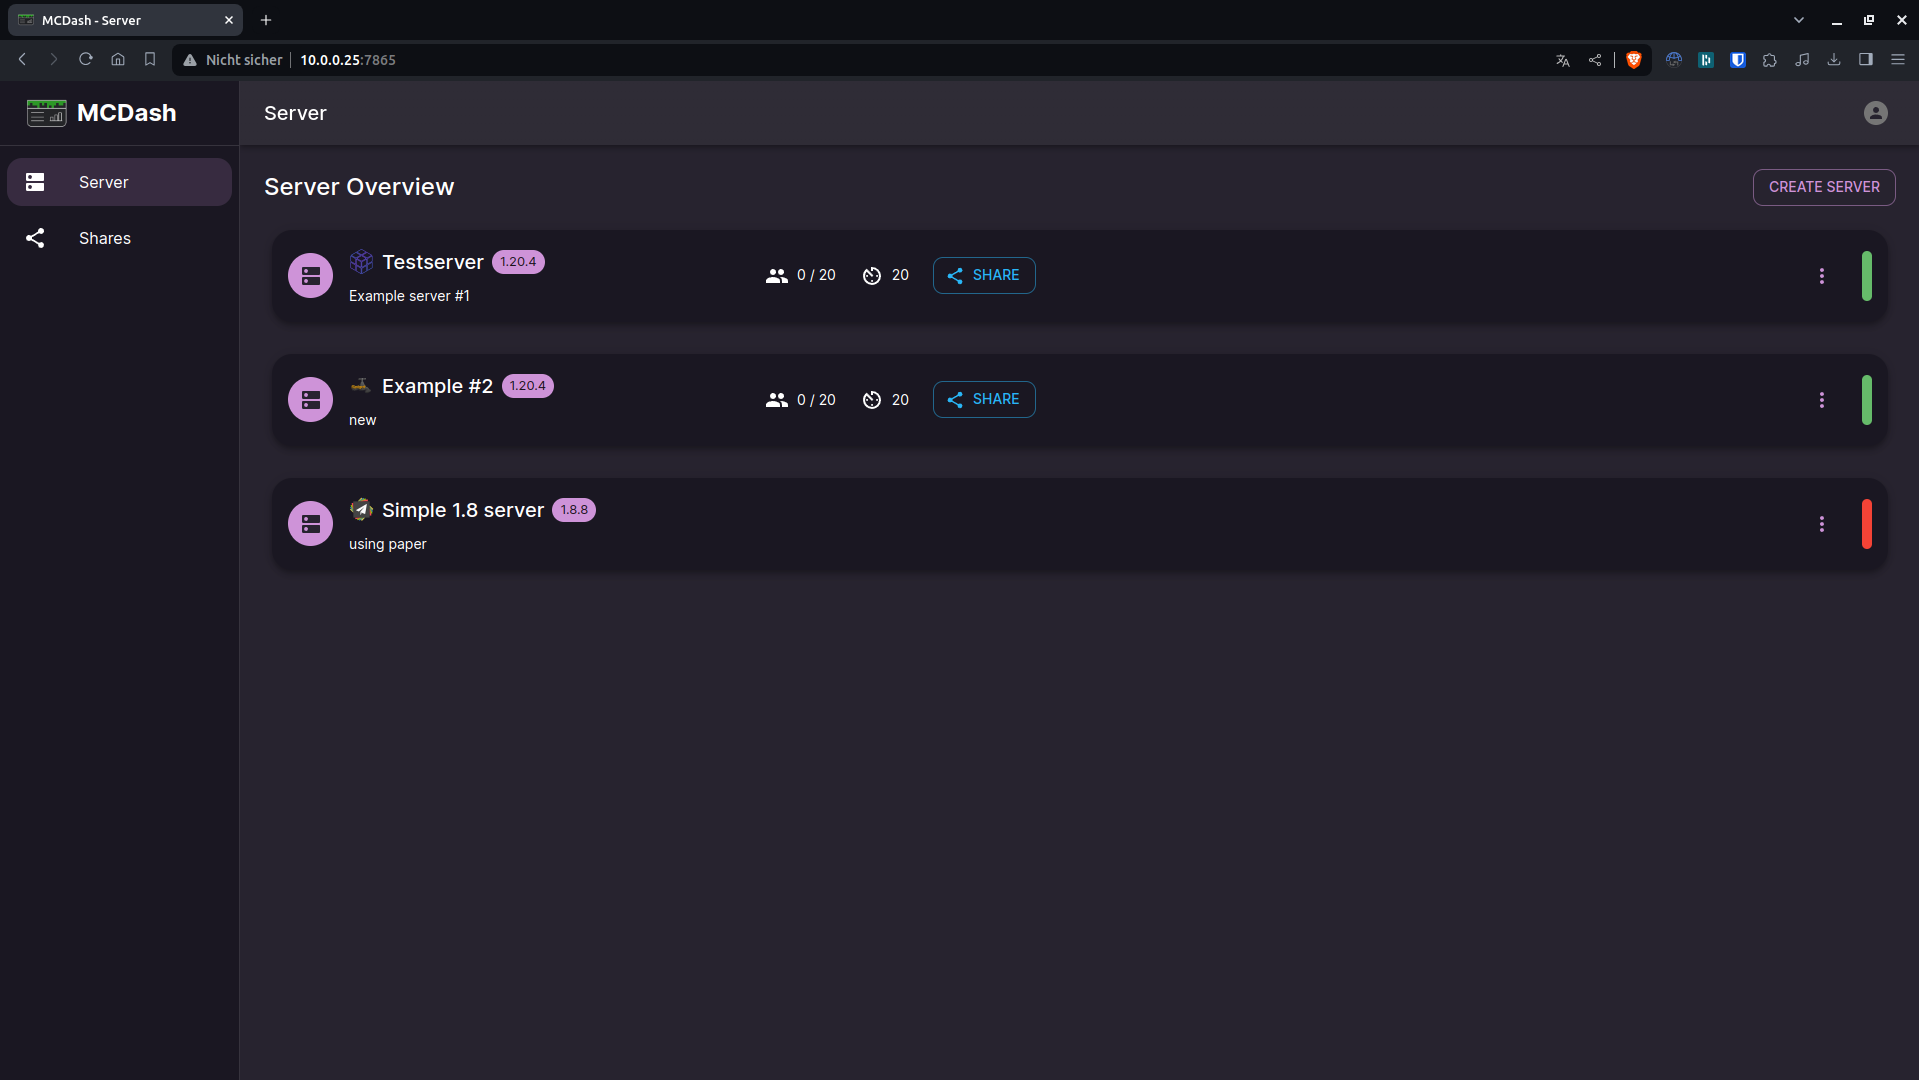 MCDash - Server
Nicht sicher 10.0.0.25:7865
MCDash
Server
Server
Shares
Server Overview
CREATE SERVER
Testserver 1.20.4
Example server #1
0 / 20 20 SHARE
Example #2 1.20.4
new
0 / 20 20 SHARE
Simple 1.8 server 1.8.8
using paper